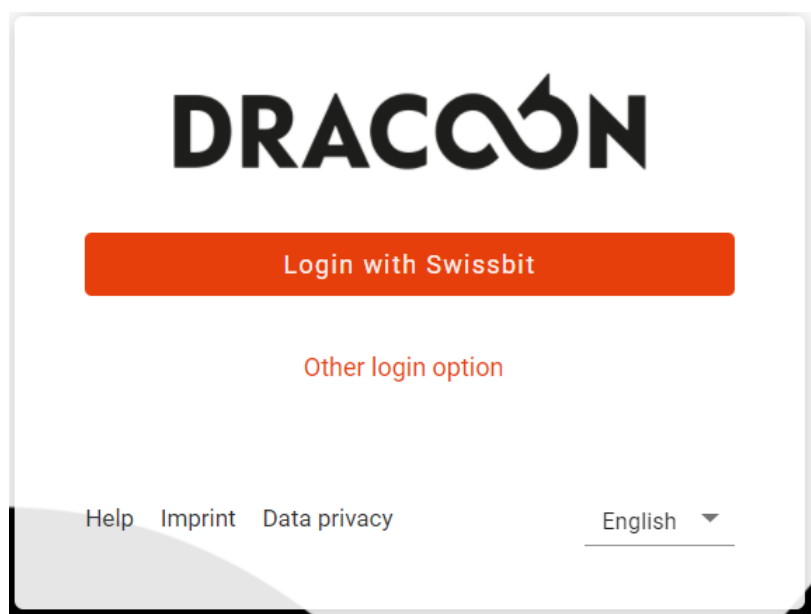 DRACOON
Login with Swissbit
Other login option
Help Imprint Data privacy English